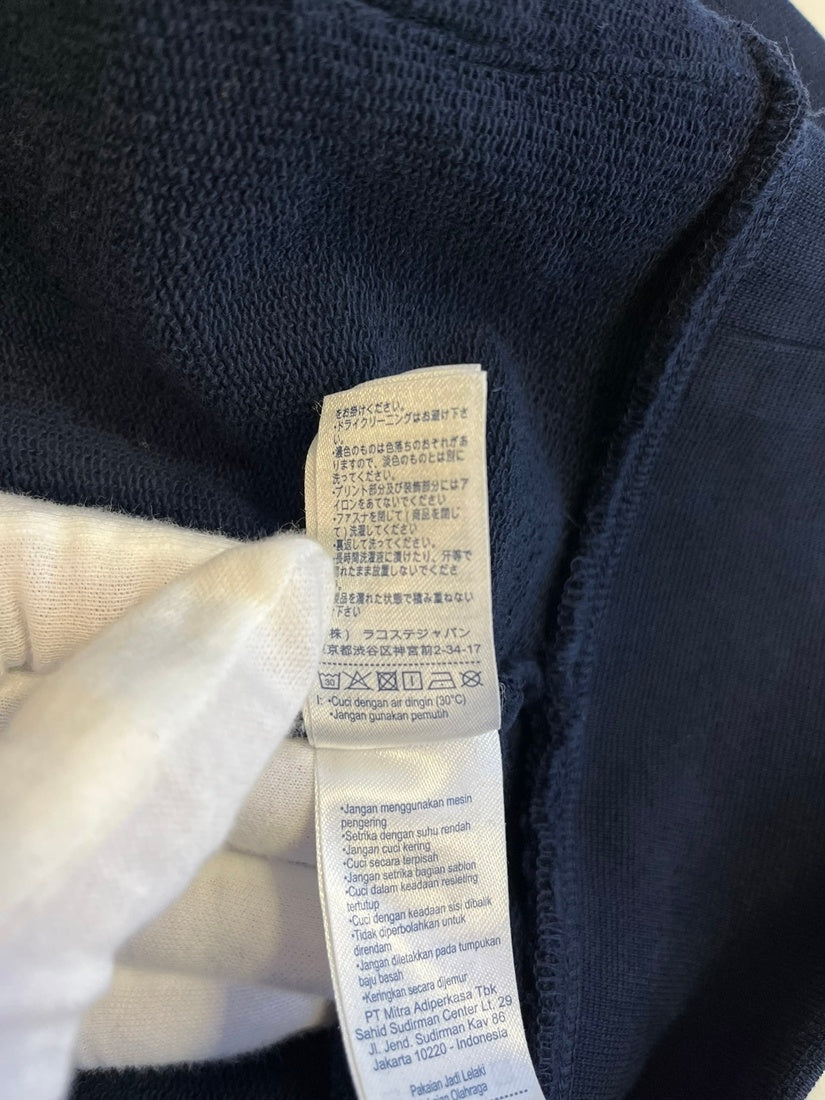 をお掛けください。
・ドライクリーニングはお避け下さ
い。
・濃色のものは色落ちのおそれがあ
りますので、淡色のものとは別に
洗ってください。
・プリント部分及び装飾部分にはア
イロンをあてないでください
・ファスナを閉じて(商品を閉じ
て)洗濯してください
・裏返して洗ってください。
長時間洗濯液に漬けたり、汗等で
れたまま放置しないでくださ
。
品を濡れた状態で積み重ねない
下さい
株) ラコステジャパン
京都渋谷区神宮前2-34-17
30
I: •Cuci dengan air dingin (30°C)
•Jangan gunakan pemutih
•Jangan menggunakan mesin
pengering
•Setrika dengan suhu rendah
•Jangan cuci kering
•Cuci secara terpisah
•Jangan setrika bagian sablon
•Cuci dalam keadaan resleting
tertutup
•Cuci dengan keadaan sisi dibalik
•Tidak diperbolahkan untuk
direndam
•Jangan diletakkan pada tumpukan
baju basah
•Keringkan secara dijemur
PT Mitra Adiperkasa Tbk
Sahid Sudirman Center Lt. 29
Jl. Jend. Sudirman Kav 86
Jakarta 10220 - Indonesia
Pakaian Jadi Lelaki
Olahraga